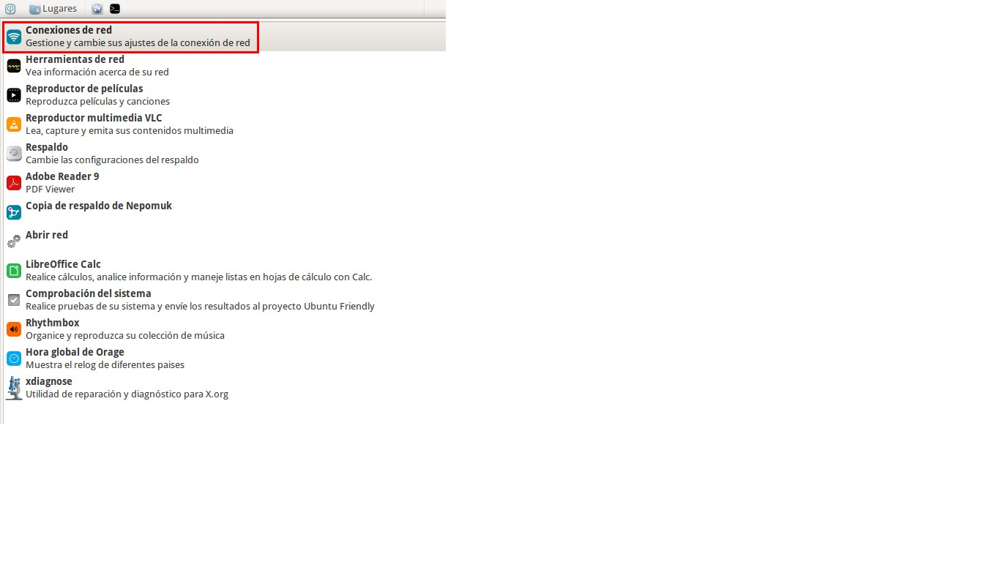 Lugares
Conexiones de red
Gestione y cambie sus ajustes de la conexión de red
Herramientas de red
Vea información acerca de su red
Reproductor de películas
Reproduzca películas y canciones
Reproductor multimedia VLC
Lea, capture y emita sus contenidos multimedia
Respaldo
Cambie las configuraciones del respaldo
Adobe Reader 9
PDF Viewer
Copia de respaldo de Nepomuk
Abrir red
LibreOffice Calc
Realice cálculos, analice información y maneje listas en hojas de cálculo con Calc.
Comprobación del sistema
Realice pruebas de su sistema y envíe los resultados al proyecto Ubuntu Friendly
Rhythmbox
Organice y reproduzca su colección de música
Hora global de Orage
Muestra el relog de diferentes paises
xdiagnose
Utilidad de reparación y diagnóstico para X.org